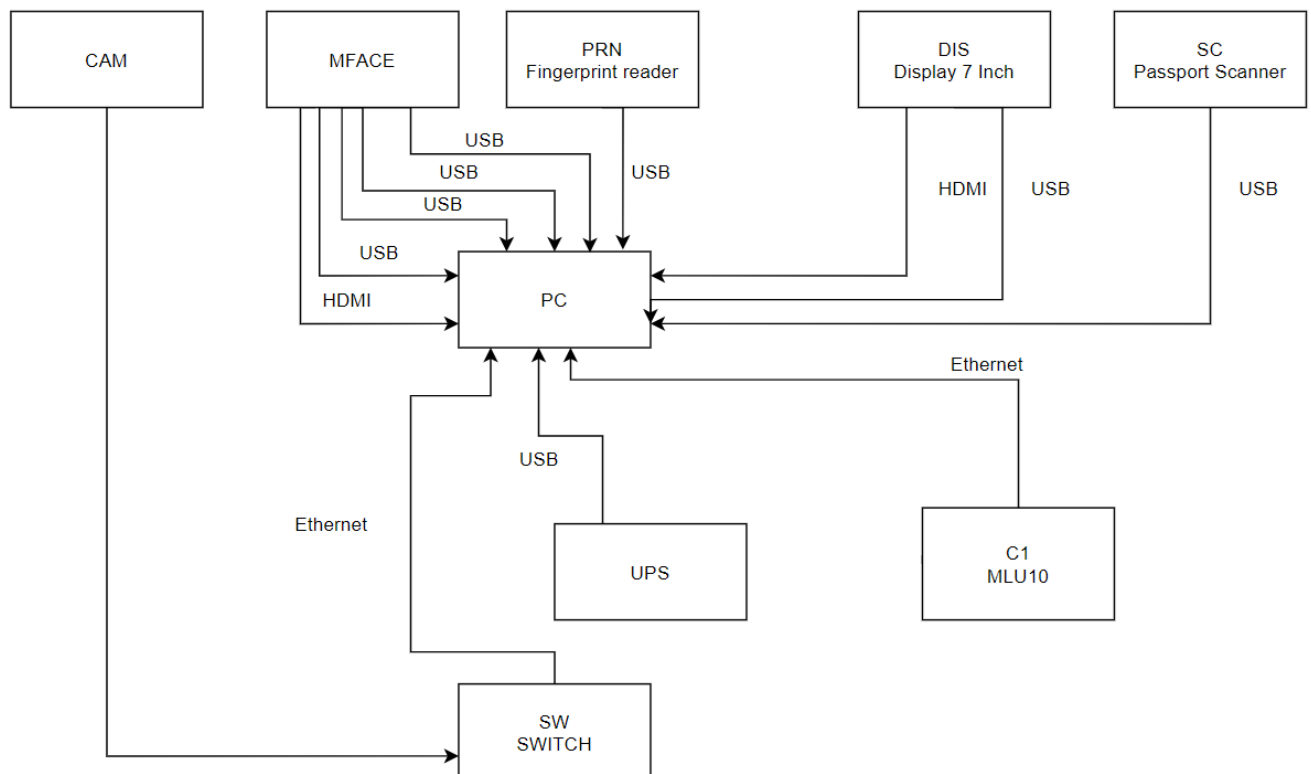 CAM
MFACE
PRN
Fingerprint reader
DIS
Display 7 Inch
SC
Passport Scanner
USB
USB
USB
USB
HDMI
USB
HDMI
USB
USB
PC
Ethernet
USB
Ethernet
UPS
C1
MLU10
SW
SWITCH